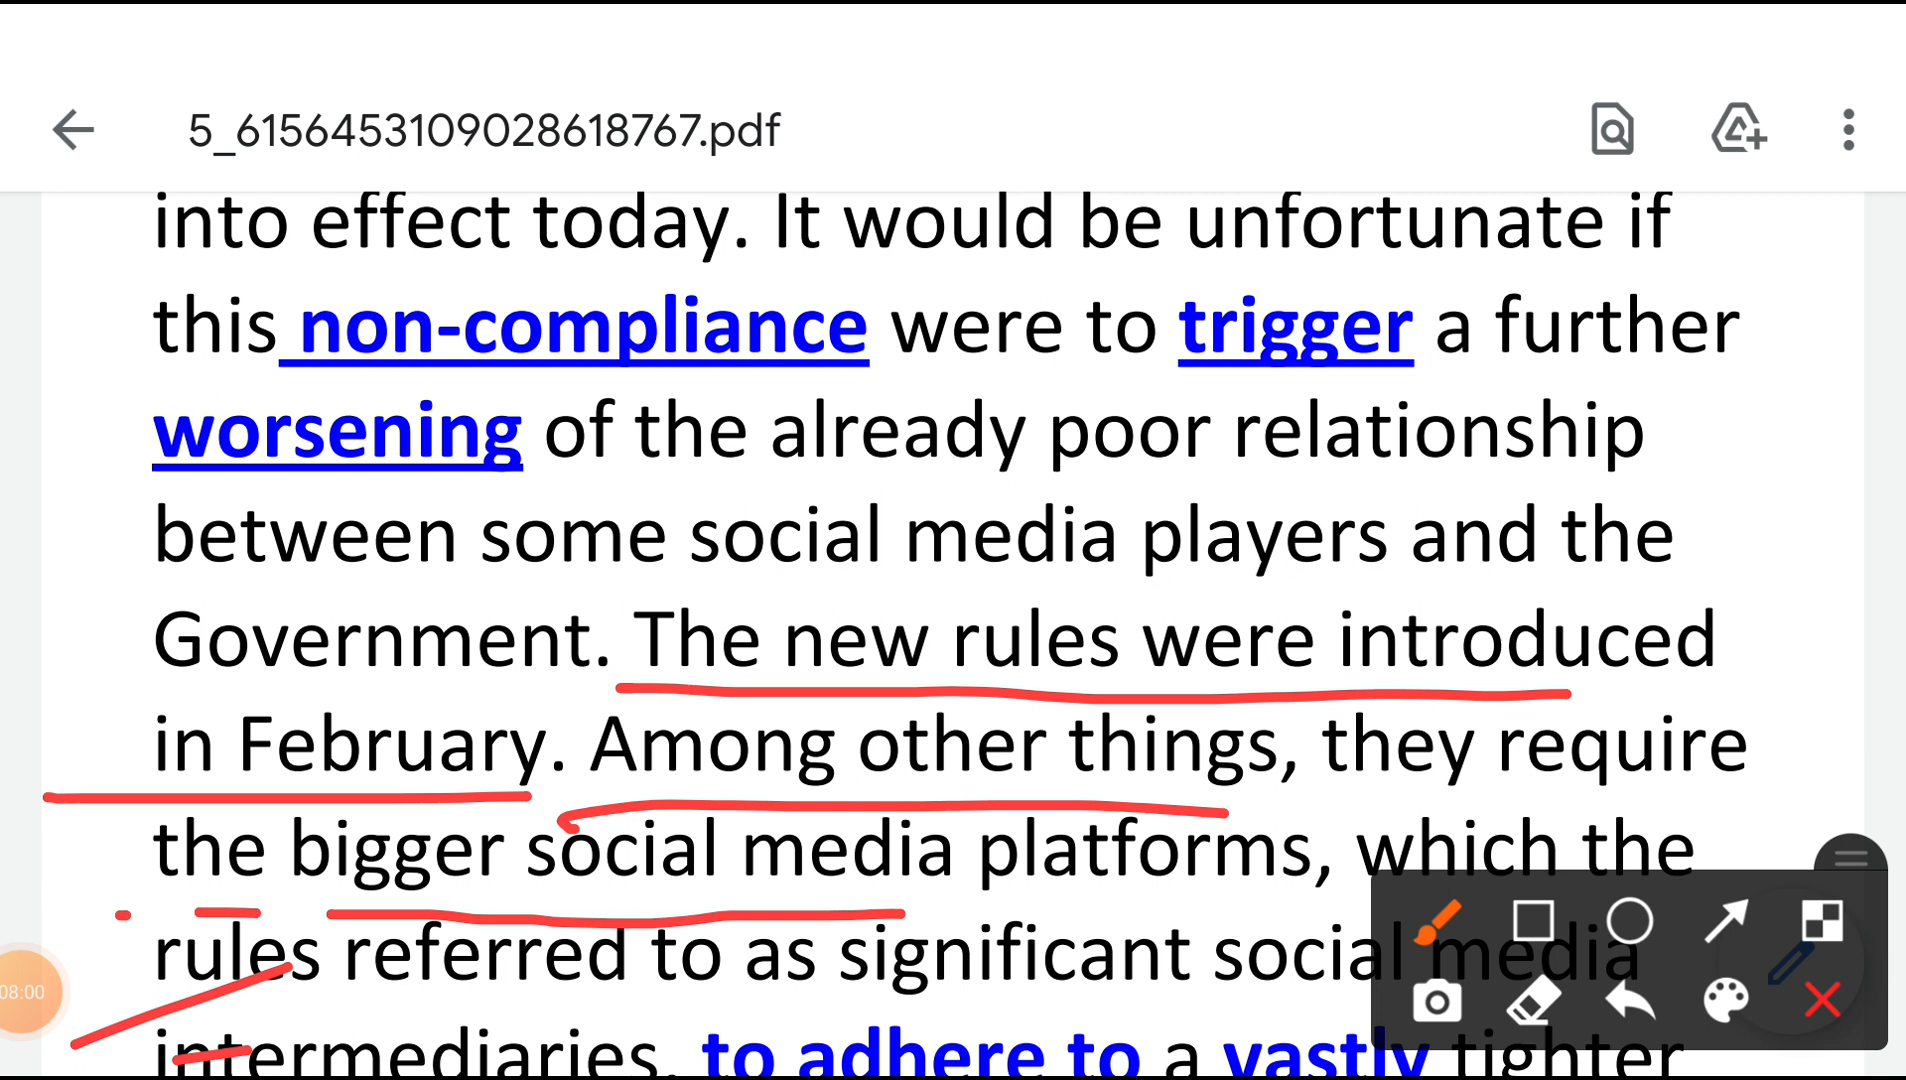 5_6156453109028618767.pdf
into effect today. It would be unfortunate if
this non-compliance were to trigger a further
worsening of the already poor relationship
between some social media players and the
Government. The new rules were introduced
in February. Among other things, they require
the bigger social media platforms, which the
rules referred to as significant social media
intermediaries, to adhere to a vastly tighter
08:00